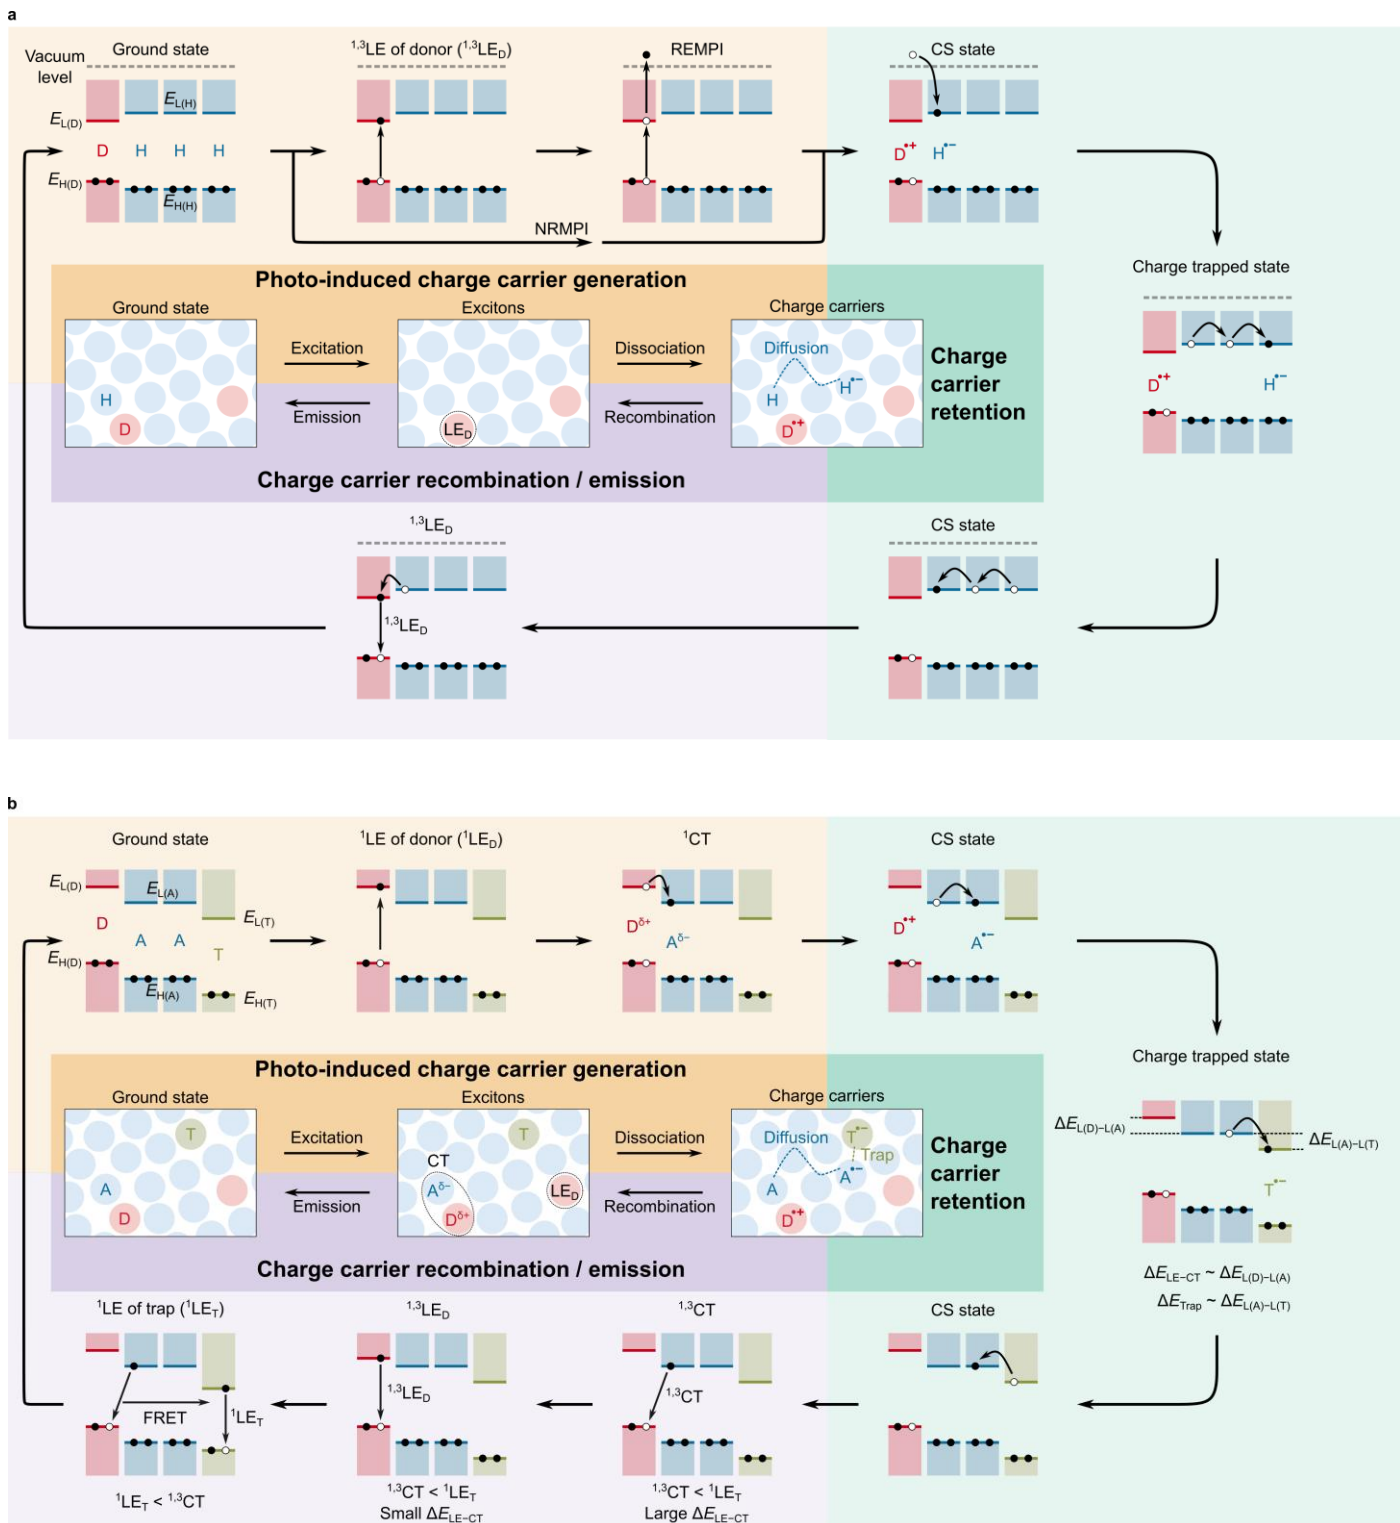 a
Ground state
¹,³LE of donor (¹,³LE_D)
REMPI
CS state
Vacuum
level
E_L(H)
E_L(D)
D H H H
D•+ H•−
E_H(D)
E_H(H)
NRMPI
Charge trapped state
D•+ H•−
Photo-induced charge carrier generation
Ground state
Excitons
Charge carriers
Excitation
Dissociation
Diffusion
H
H•−
H
D
LE_D
D•+
Emission
Recombination
Charge
carrier
retention
Charge carrier recombination / emission
¹,³LE_D
CS state
¹,³LE_D
b
Ground state
¹LE of donor (¹LE_D)
¹CT
CS state
E_L(D)
E_L(A)
E_L(T)
D
A A
T
D^δ+
A^δ−
D•+
A•−
E_H(D)
E_H(A)
E_H(T)
Charge trapped state
ΔE_L(D)−L(A)
ΔE_L(A)−L(T)
T•−
ΔE_LE−CT ~ ΔE_L(D)−L(A)
ΔE_Trap ~ ΔE_L(A)−L(T)
Photo-induced charge carrier generation
Ground state
Excitons
Charge carriers
T
A
D
Excitation
Emission
T
CT
A^δ−
D^δ+
LE_D
Dissociation
Recombination
Diffusion
T•−
Trap
A
A•−
D•+
Charge
carrier
retention
Charge carrier recombination / emission
¹LE of trap (¹LE_T)
¹,³LE_D
¹,³CT
CS state
FRET
¹LE_T
¹,³LE_D
¹,³CT
¹LE_T < ¹,³CT
¹,³CT < ¹LE_T
Small ΔE_LE−CT
¹,³CT < ¹LE_T
Large ΔE_LE−CT